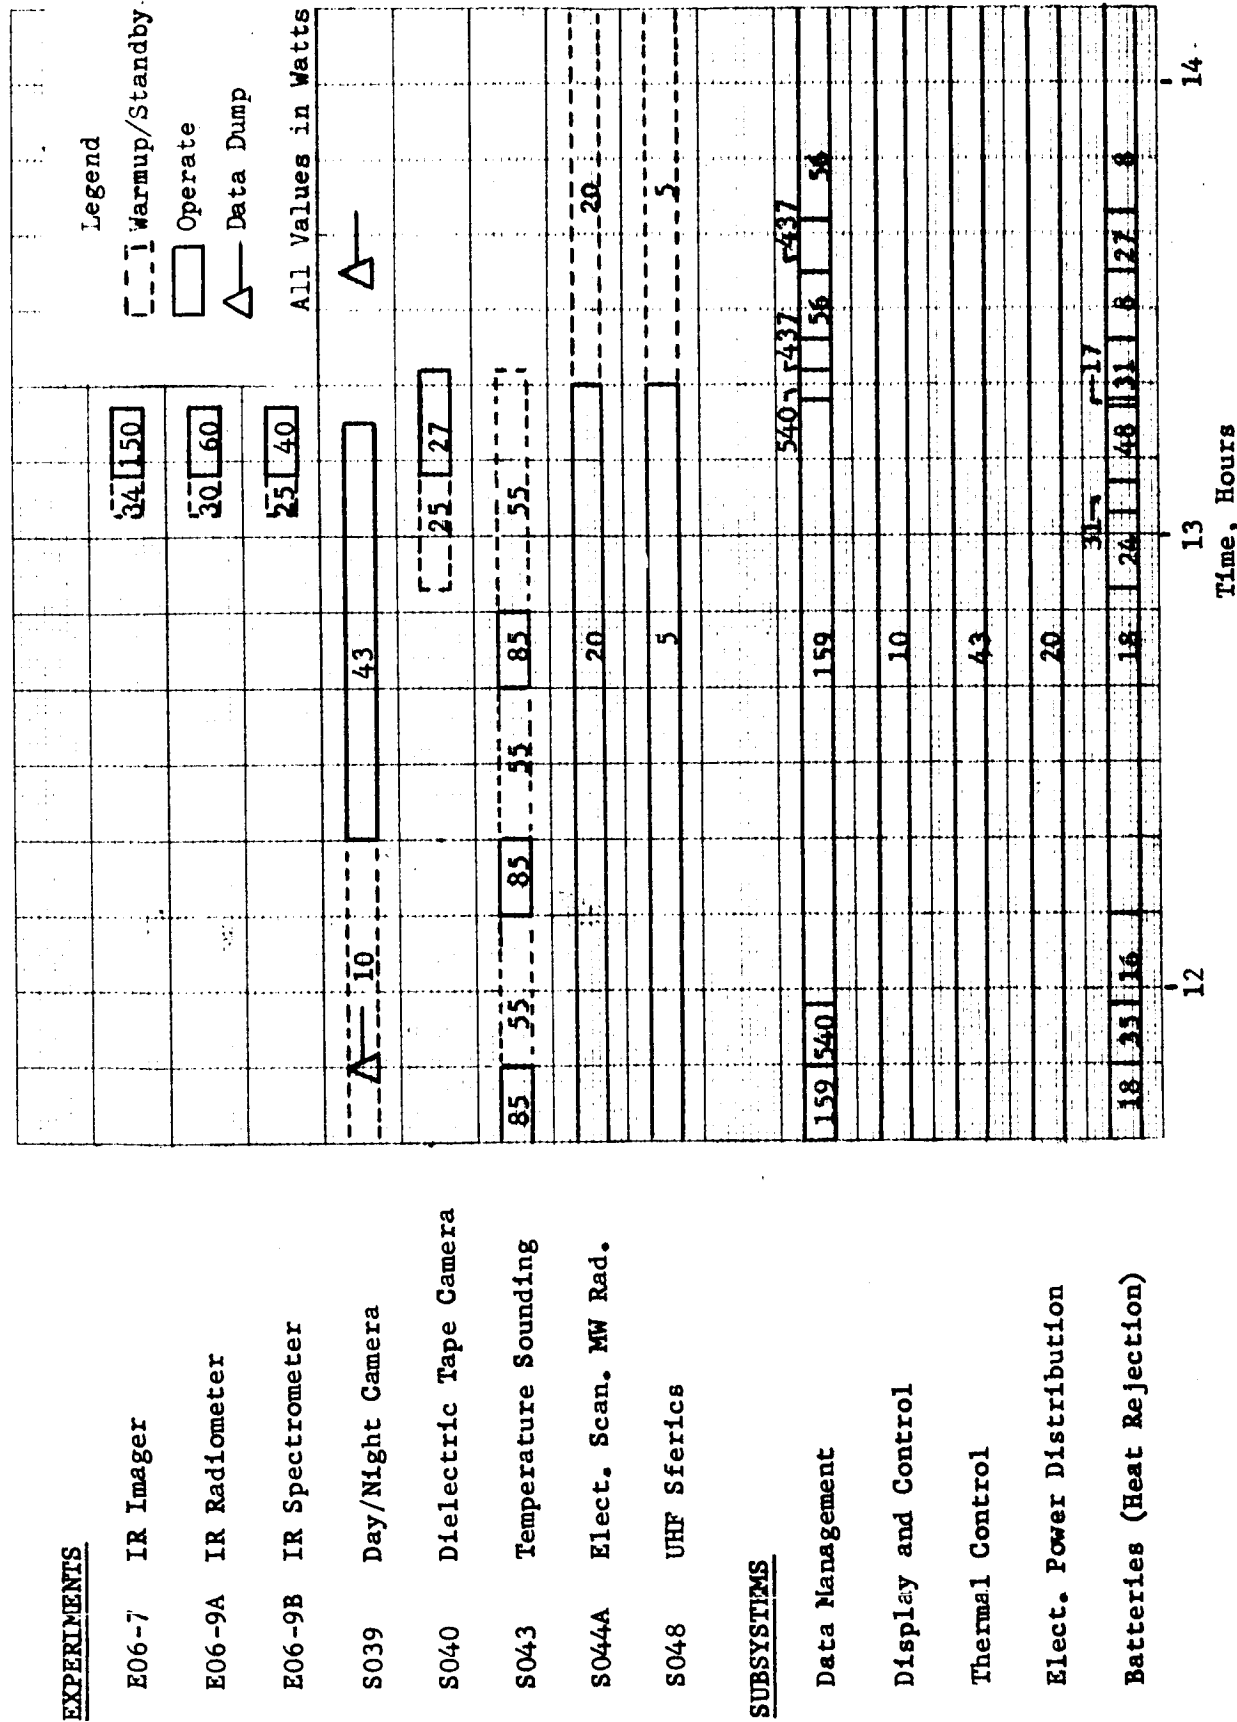 Legend
Warmup/Standby
Operate
Data Dump
All Values in Watts
EXPERIMENTS
E06-7 IR Imager 34 150
E06-9A IR Radiometer 30 60
E06-9B IR Spectrometer 25 40
S039 Day/Night Camera 10 43
S040 Dielectric Tape Camera 25 27
S043 Temperature Sounding 85 55 85 55 85 55
S044A Elect. Scan. MW Rad. 20 20
S048 UHF Sferics 5 5
SUBSYSTEMS
540 437 437
Data Management 159 540 159 56 56
Display and Control 10
Thermal Control 43
Elect. Power Distribution 20
31 17
Batteries (Heat Rejection) 18 35 16 18 24 48 31 8 27 8
12 13 14
Time, Hours